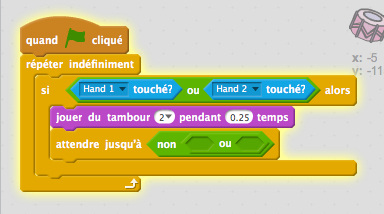 quand cliqué
répéter indéfiniment
si Hand 1 touché? ou Hand 2 touché? alors
jouer du tambour 2 pendant 0.25 temps
attendre jusqu'à non ou
x: -5
y: -11